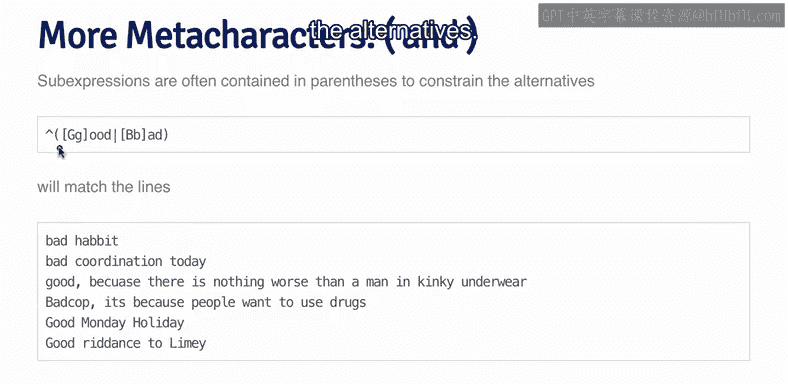 More Metacharacters: ( and )
the alternatives.
GPT中英字幕课程资源@bilibili.com
Subexpressions are often contained in parentheses to constrain the alternatives
^([Gg]ood|[Bb]ad)
will match the lines
bad habbit
bad coordination today
good, becuase there is nothing worse than a man in kinky underwear
Badcop, its because people want to use drugs
Good Monday Holiday
Good riddance to Limey